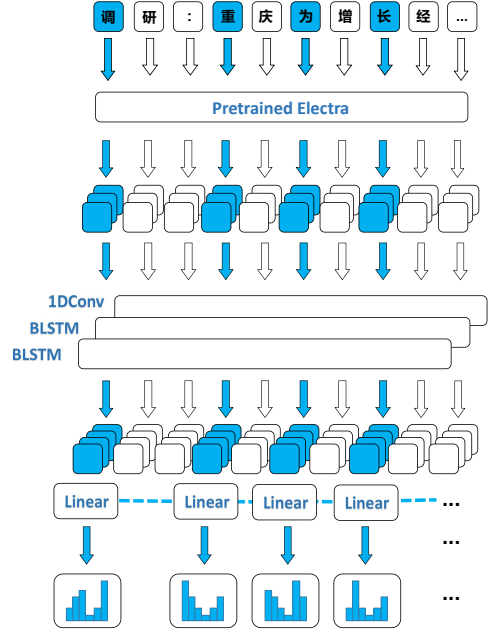 调 研 : 重 庆 为 增 长 经 ...
Pretrained Electra
1DConv
BLSTM
BLSTM
Linear Linear Linear Linear ...
...
...